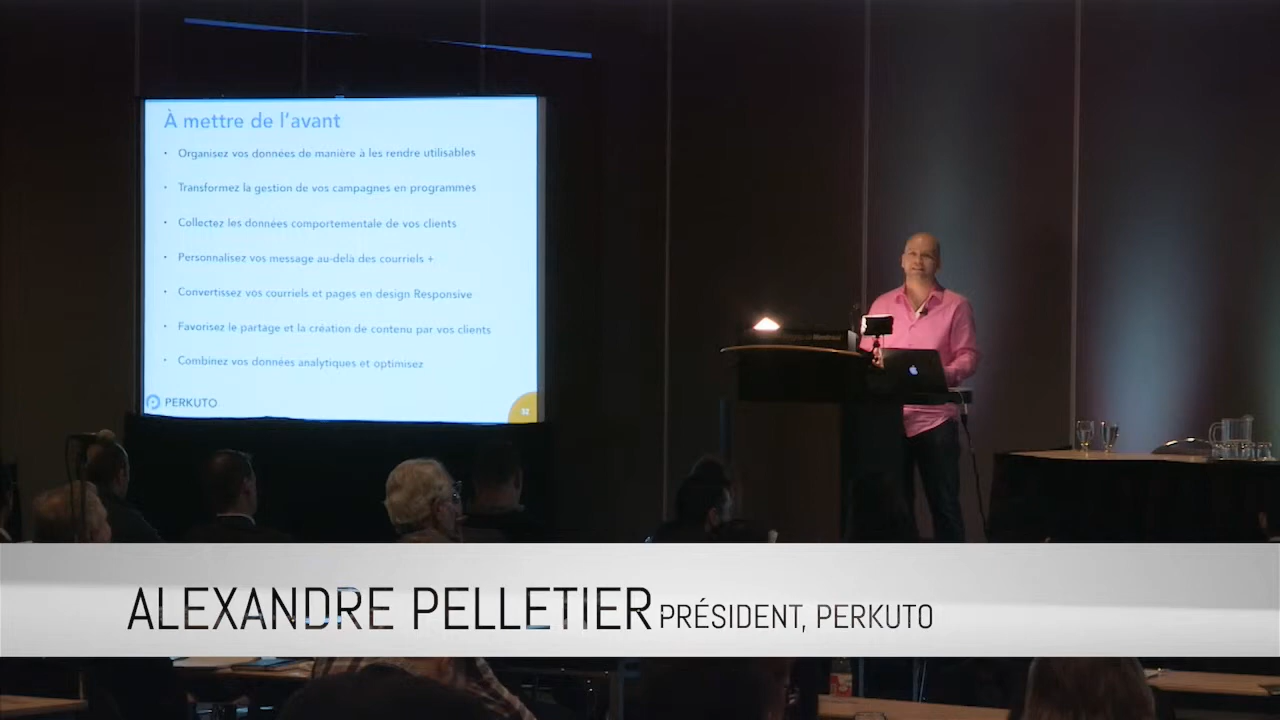 À mettre de l'avant
• Organisez vos données de manière à les rendre utilisables
• Transformez la gestion de vos campagnes en programmes
• Collectez les données comportementale de vos clients
• Personnalisez vos message au-delà des courriels +
• Convertissez vos courriels et pages en design Responsive
• Favorisez le partage et la création de contenu par vos clients
• Combinez vos données analytiques et optimisez
PERKUTO
32
ALEXANDRE PELLETIER PRÉSIDENT, PERKUTO